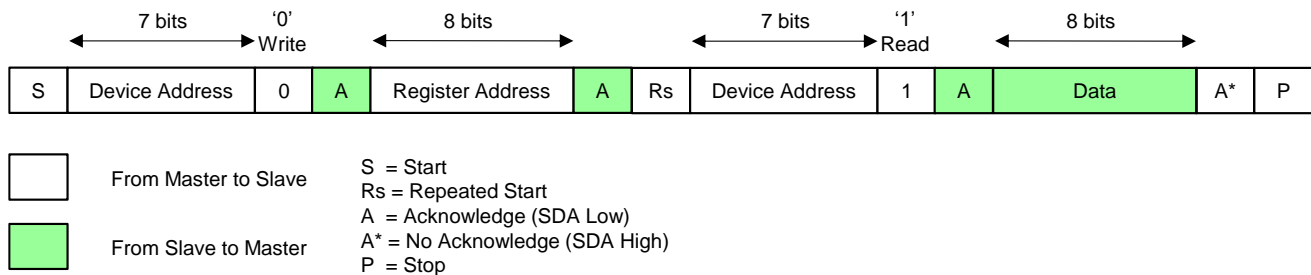 7 bits ‘0’ 8 bits 7 bits ‘1’ 8 bits
Write Read
S Device Address 0 A Register Address A Rs Device Address 1 A Data A* P
From Master to Slave
From Slave to Master
S = Start
Rs = Repeated Start
A = Acknowledge (SDA Low)
A* = No Acknowledge (SDA High)
P = Stop